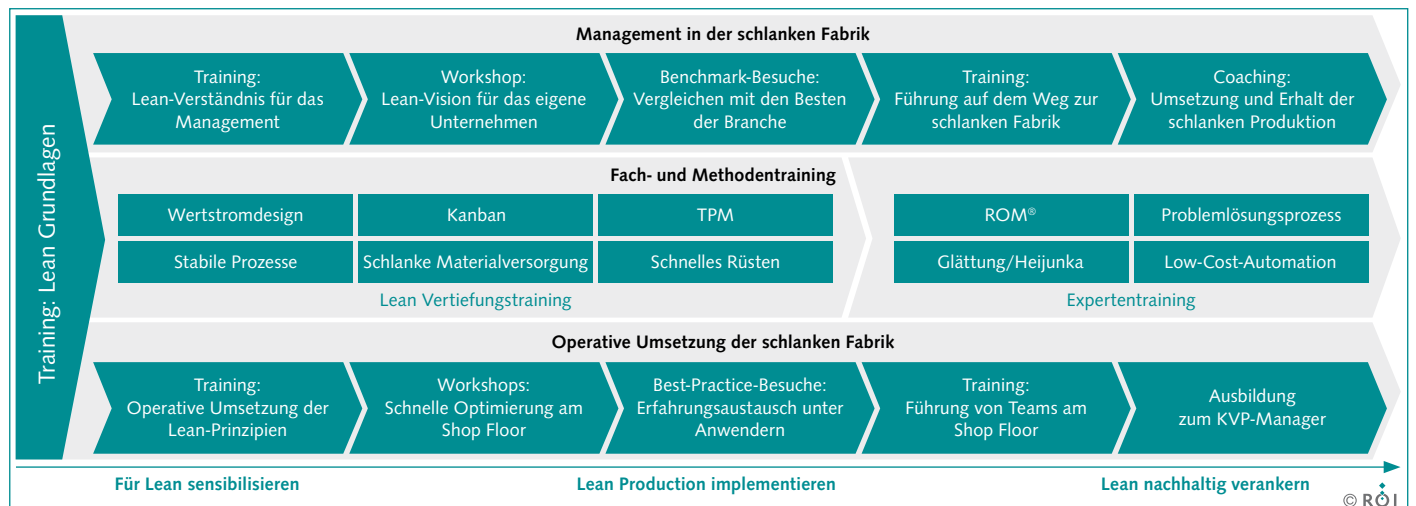 Training: Lean Grundlagen
Management in der schlanken Fabrik
Training:
Lean-Verständnis für das
Management
Workshop:
Lean-Vision für das eigene
Unternehmen
Benchmark-Besuche:
Vergleichen mit den Besten
der Branche
Training:
Führung auf dem Weg zur
schlanken Fabrik
Coaching:
Umsetzung und Erhalt der
schlanken Produktion
Fach- und Methodentraining
Wertstromdesign
Kanban
TPM
Stabile Prozesse
Schlanke Materialversorgung
Schnelles Rüsten
Lean Vertiefungstraining
ROM®
Problemlösungsprozess
Glättung/Heijunka
Low-Cost-Automation
Expertentraining
Operative Umsetzung der schlanken Fabrik
Training:
Operative Umsetzung der
Lean-Prinzipien
Workshops:
Schnelle Optimierung am
Shop Floor
Best-Practice-Besuche:
Erfahrungsaustausch unter
Anwendern
Training:
Führung von Teams am
Shop Floor
Ausbildung
zum KVP-Manager
Für Lean sensibilisieren
Lean Production implementieren
Lean nachhaltig verankern
© ROI